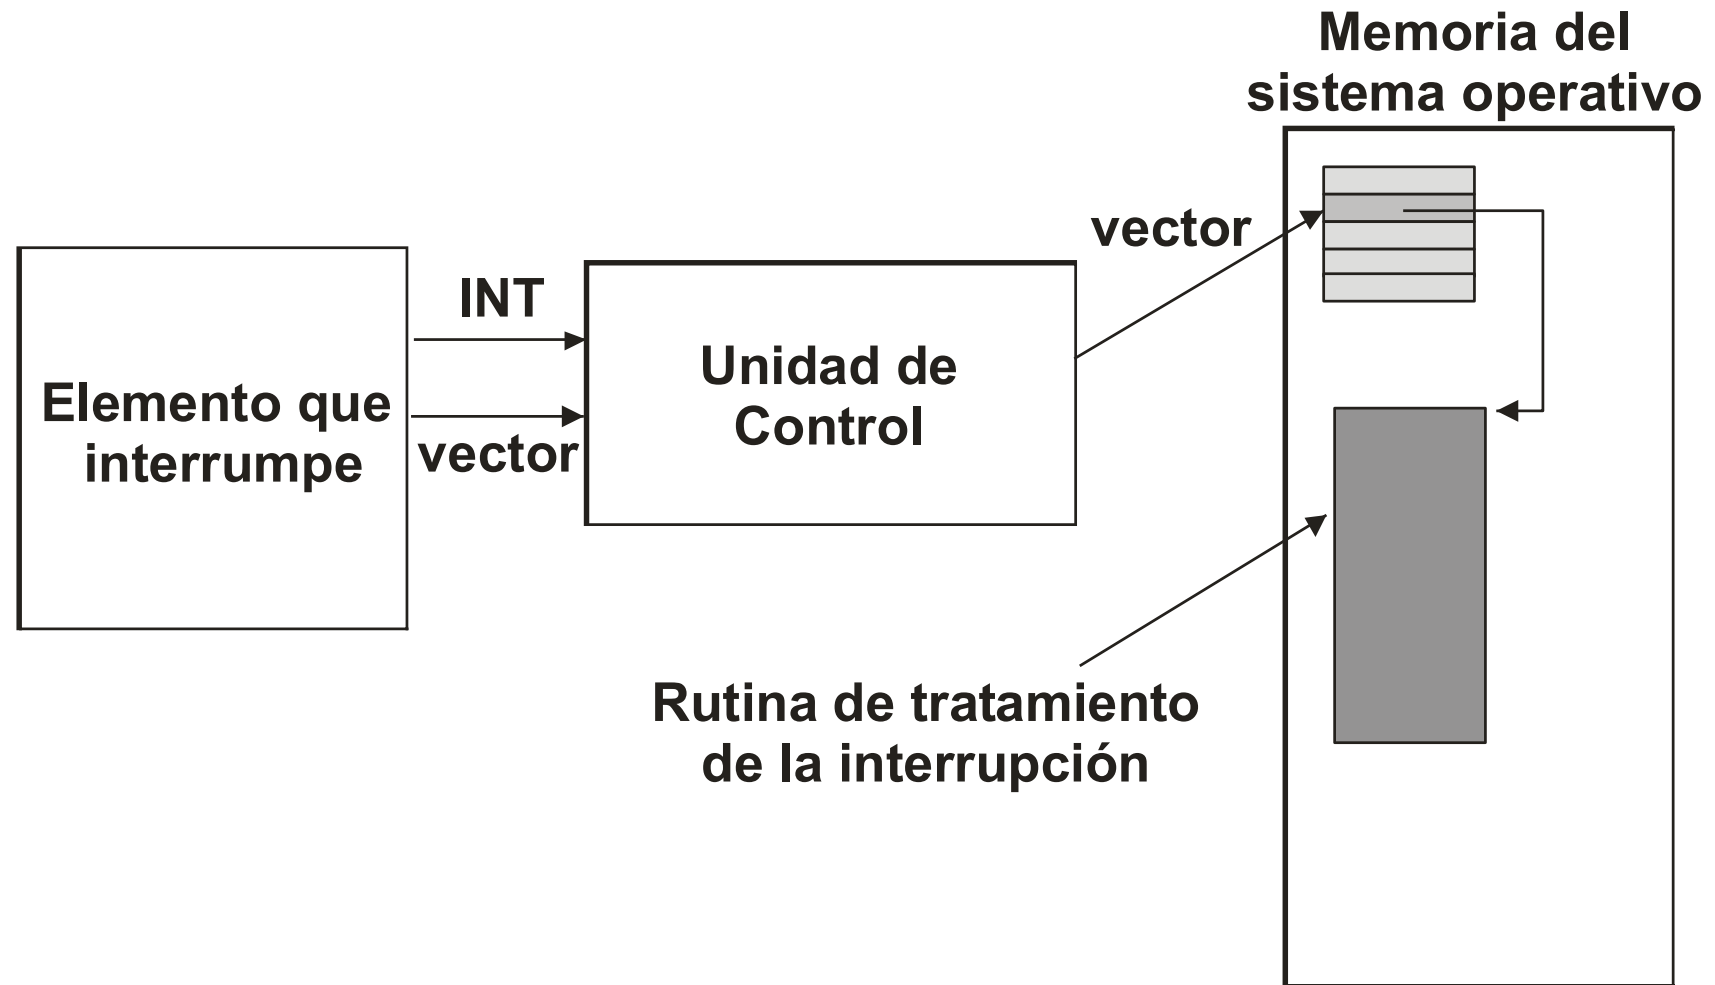 Memoria del
sistema operativo
vector
INT
Unidad de
Control
Elemento que
interrumpe
vector
Rutina de tratamiento
de la interrupción